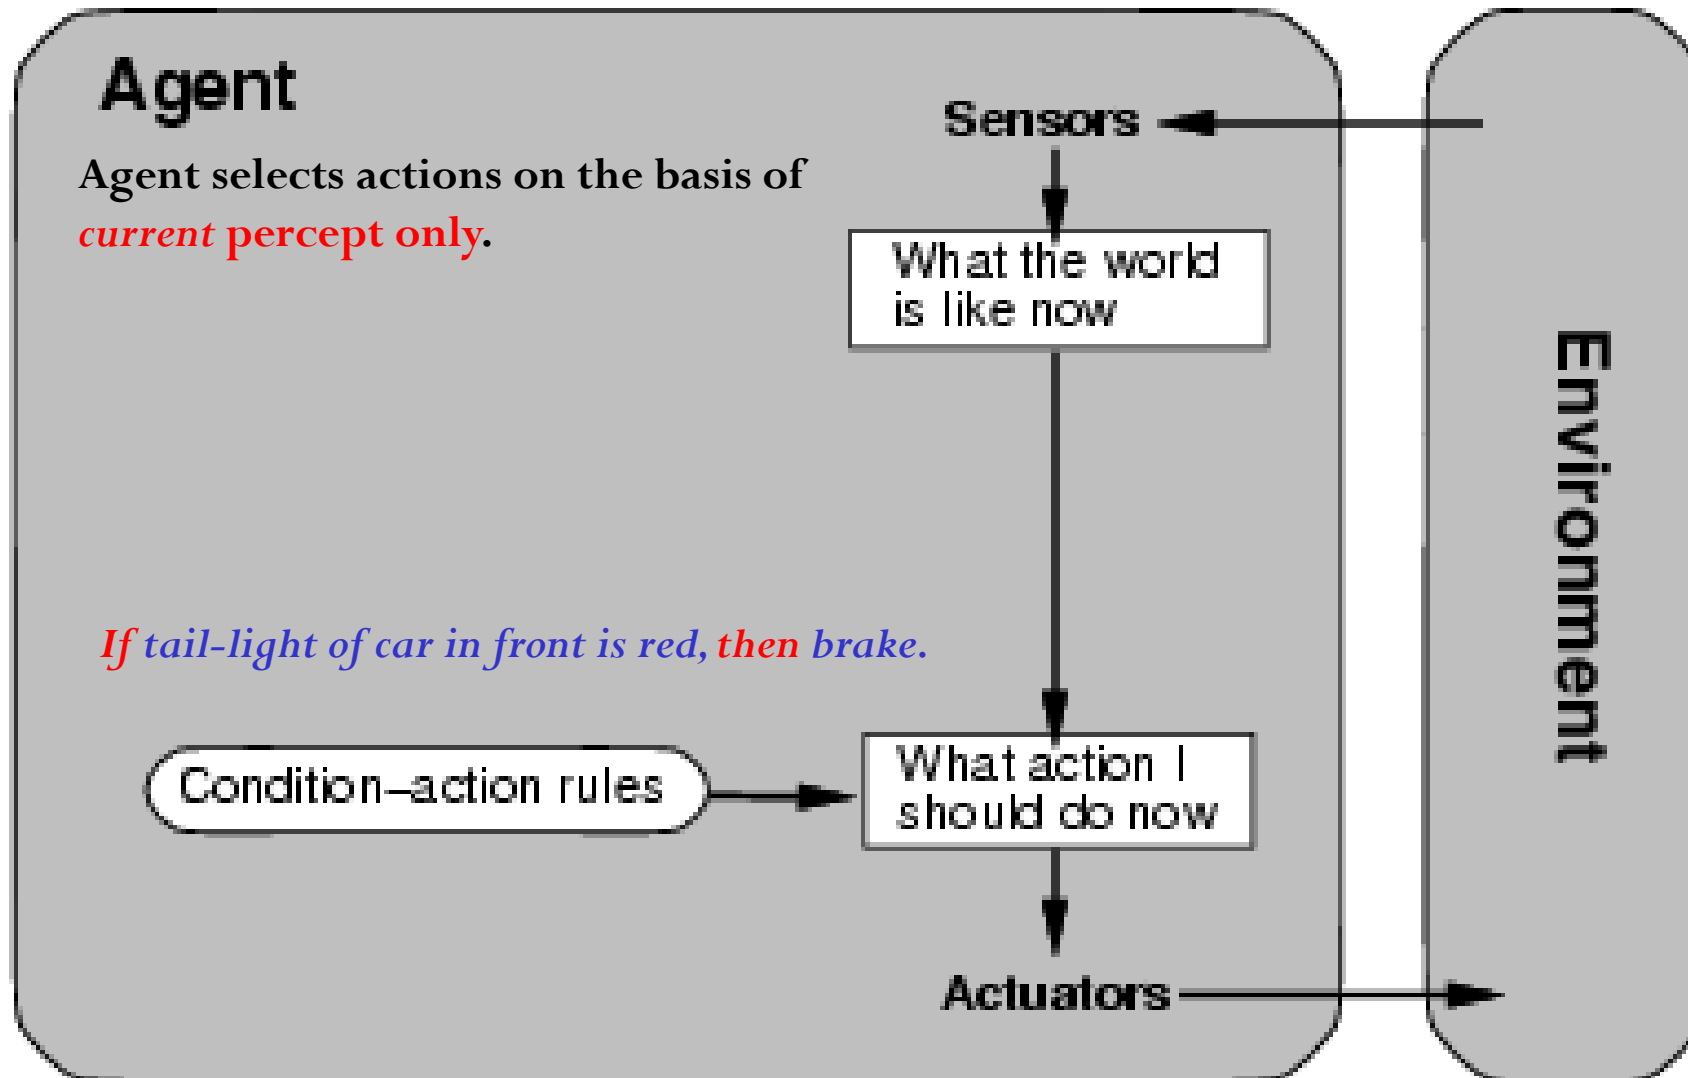 Agent
Agent selects actions on the basis of
current percept only.
Sensors
What the world
is like now
If tail-light of car in front is red, then brake.
Condition–action rules
What action I
should do now
Actuators
Environment